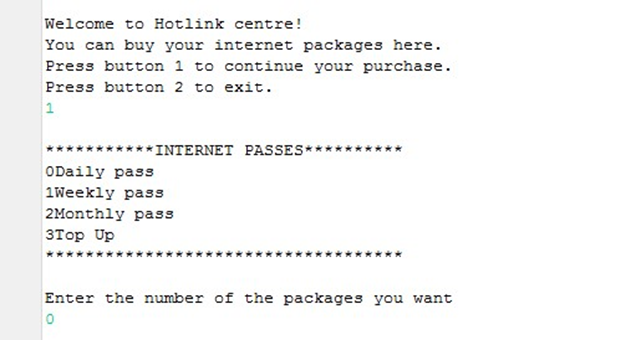 Welcome to Hotlink centre!
You can buy your internet packages here.
Press button 1 to continue your purchase.
Press button 2 to exit.
1
***********INTERNET PASSES**********
0Daily pass
1Weekly pass
2Monthly pass
3Top Up
************************************
Enter the number of the packages you want
0